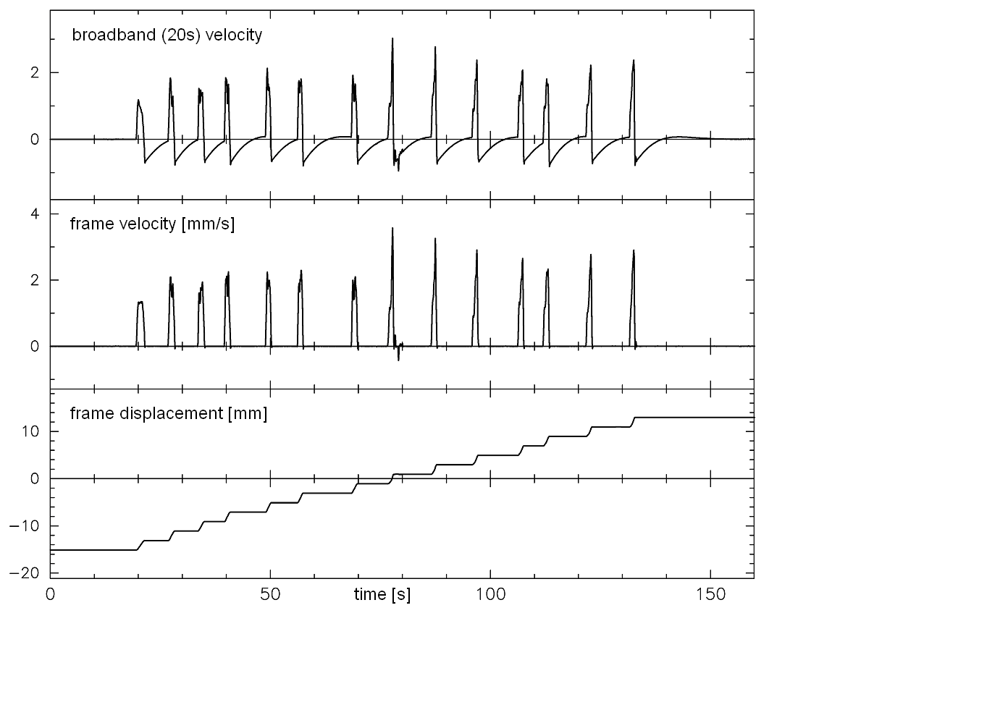 broadband (20s) velocity
2
0
4
frame velocity [mm/s]
2
0
frame displacement [mm]
10
0
−10
−20
0 50 time [s] 100 150